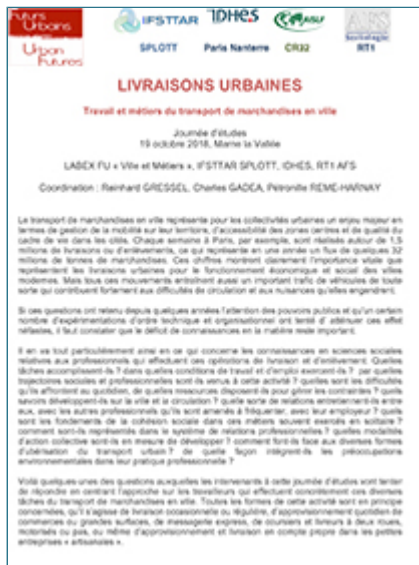 Futurs
Urbains
Urban
Futures
IFSTTAR
IDHES
AISLF
AFS
Sociologie
SPLOTT
Paris Nanterre
CR32
RT1
LIVRAISONS URBAINES
Travail et métiers du transport de marchandises en ville
Journée d'études
19 octobre 2018, Marne la Vallée
LABEX FU « Ville et Métiers », IFSTTAR SPLOTT, IDHES, RT1 AFS
Coordination : Reinhard GRESSEL, Charles GADEA, Pétronille REME-HARNAY
Le transport de marchandises en ville représente pour les collectivités urbaines un enjeu majeur en
termes de gestion de la mobilité sur leur territoire, d'accessibilité des zones centres et de qualité du
cadre de vie dans les cités. Chaque semaine à Paris, par exemple, sont réalisés autour de 1,5
millions de livraisons ou d'enlèvements, ce qui représente en une année un flux de quelques 32
millions de tonnes de marchandises. Ces chiffres montrent clairement l'importance vitale que
représentent les livraisons urbaines pour le fonctionnement économique et social des villes
modernes. Mais tous ces mouvements entraînent aussi un important trafic de véhicules de toute
sorte qui contribuent fortement aux difficultés de circulation et aux nuisances qu'elles engendrent.
Si ces questions ont retenu depuis quelques années l'attention des pouvoirs publics et qu'un certain
nombre d'expérimentations d'ordre technique et organisationnel ont tenté d'atténuer ces effet
néfastes, il faut constater que le déficit de connaissances en la matière reste important.
Il en va tout particulièrement ainsi en ce qui concerne les connaissances en sciences sociales
relatives aux professionnels qui effectuent ces opérations de livraison et d'enlèvement. Quelles
tâches accomplissent-ils ? dans quelles conditions de travail et d'emploi exercent-ils ? par quelles
trajectoires sociales et professionnelles sont-ils venus à cette activité ? quelles sont les difficultés
qu'ils affrontent au quotidien, de quelles ressources disposent-ils pour gérer les contraintes ? quels
savoirs développent-ils sur la ville et la circulation ? quelle sorte de relations entretiennent-ils entre
eux, avec les autres professionnels qu'ils sont amenés à fréquenter, avec leur employeur ? quels
sont les fondements de la cohésion sociale dans ces métiers souvent exercés en solitaire ?
comment sont-ils représentés dans le système de relations professionnelles ? quelles modalités
d'action collective sont-ils en mesure de développer ? comment font-ils face aux diverses formes
d'ubérisation du transport urbain ? de quelle façon intègrent-ils les préoccupations
environnementales dans leur pratique professionnelle ?
Voilà quelques unes des questions auxquelles les intervenants à cette journée d'études vont tenter
de répondre en centrant l'approche sur les travailleurs qui effectuent concrètement ces diverses
tâches du transport de marchandises en ville. Toutes les formes de cette activité sont en principe
concernées, qu'il s'agisse de livraison occasionnelle ou régulière, d'approvisionnement quotidien de
commerces ou grandes surfaces, de messagerie express, de coursiers et livreurs à deux roues,
motorisés ou pas, ou même d'approvisionnement et livraison en compte propre dans les petites
entreprises « artisanales ».